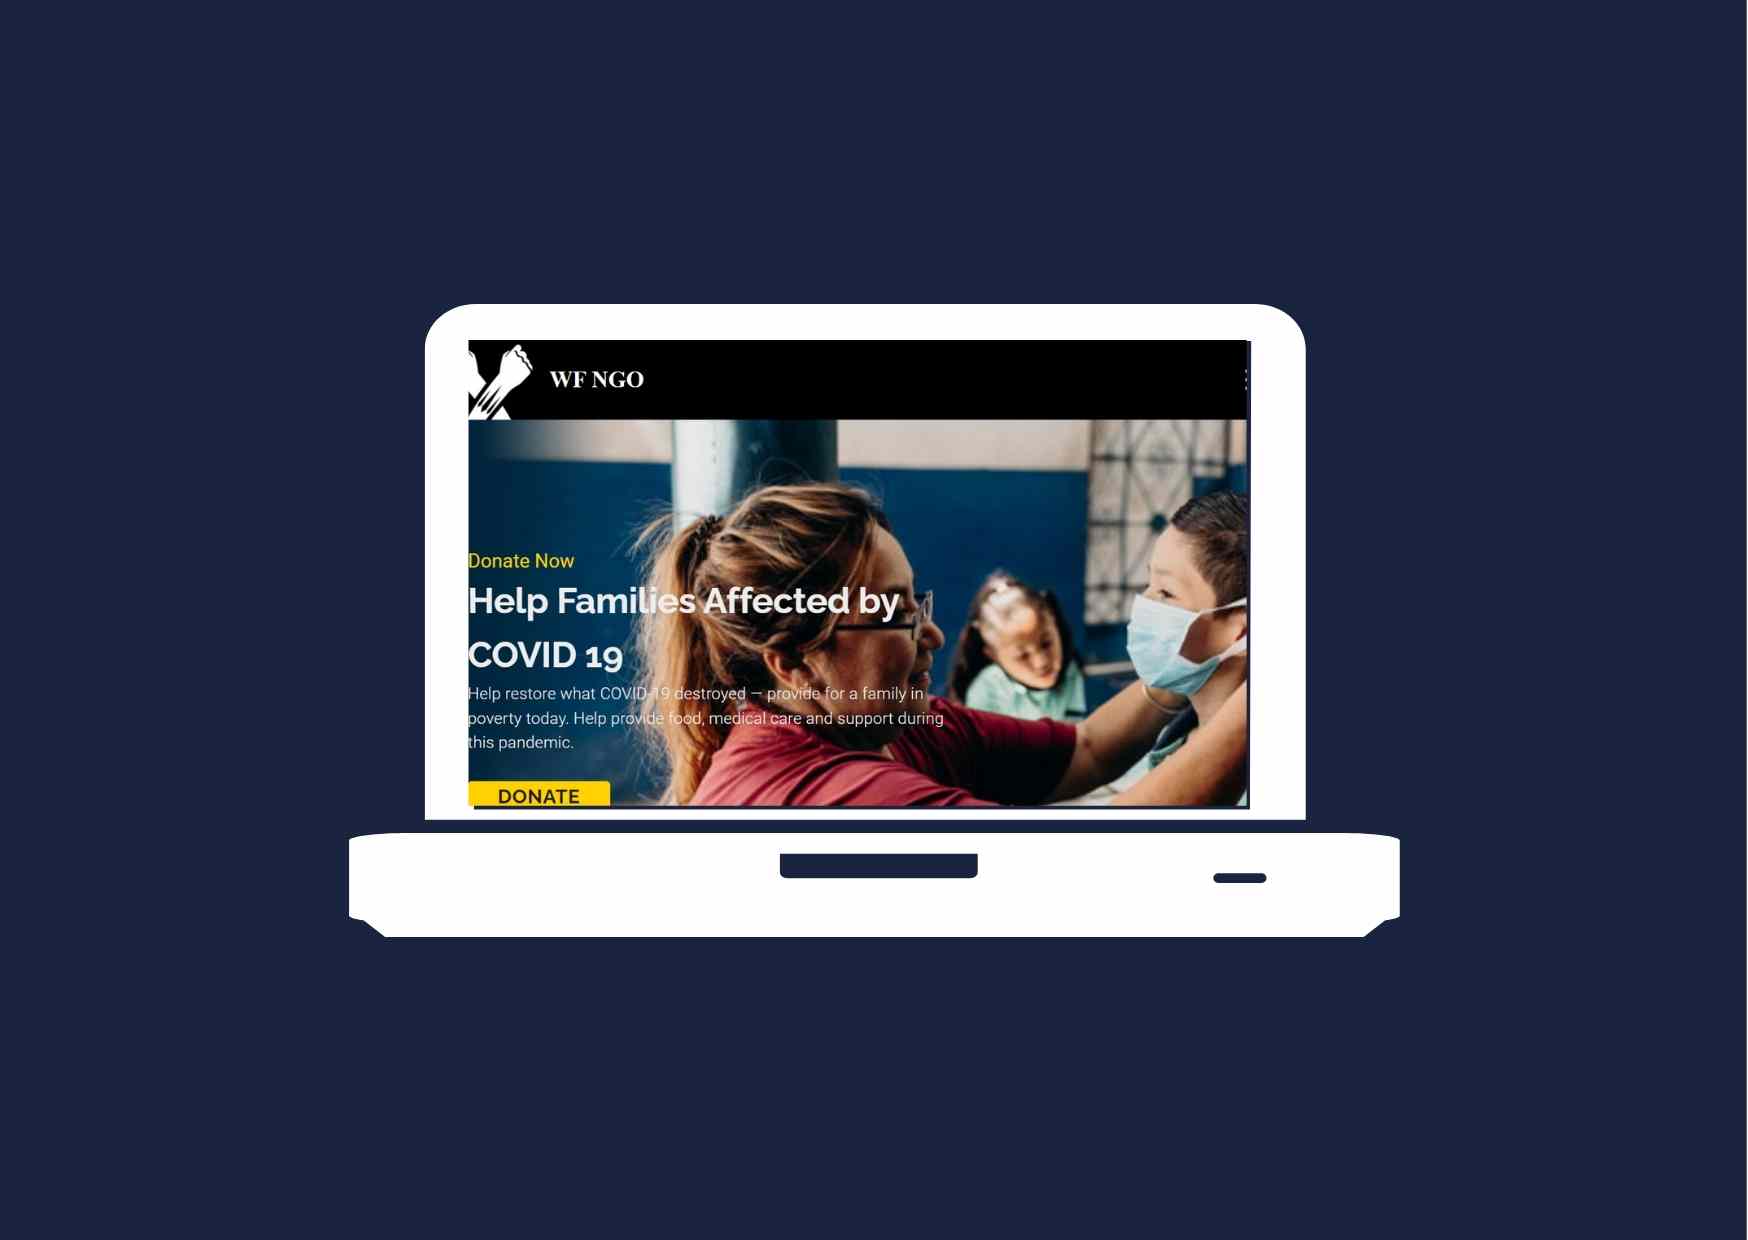 WF NGO
Donate Now
Help Families Affected by
COVID 19
Help restore what COVID-19 destroyed — provide for a family in
poverty today. Help provide food, medical care and support during
this pandemic.
DONATE